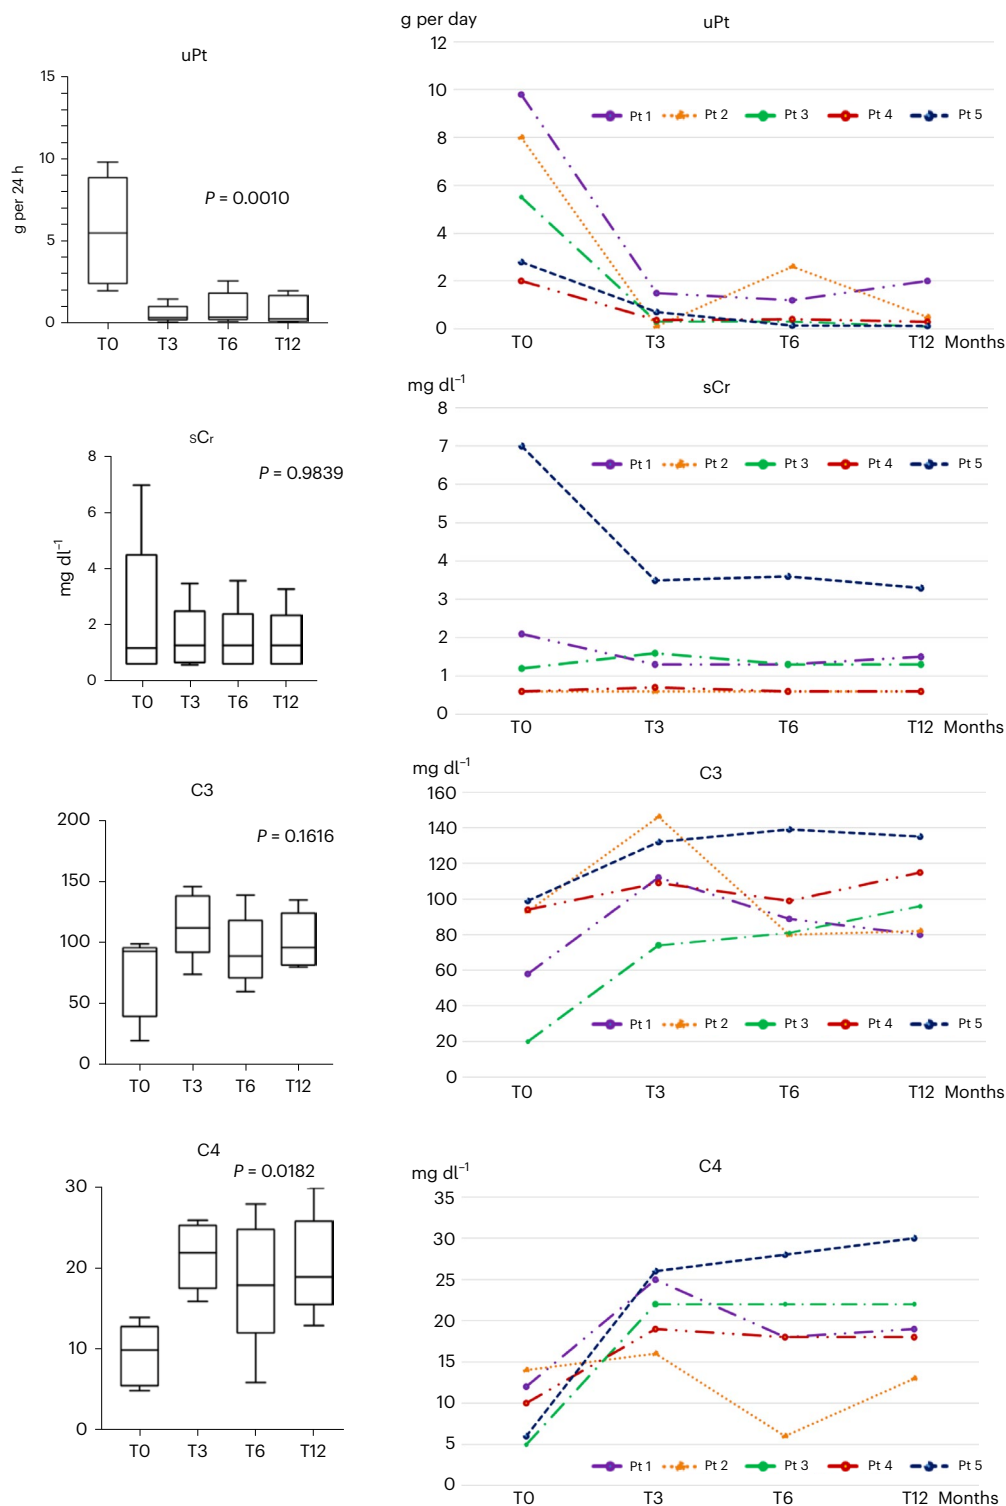 uPt
g per 24 h
15
10
5
0
P = 0.0010
T0 T3 T6 T12
g per day
uPt
12
10
8
6
4
2
0
Pt 1 Pt 2 Pt 3 Pt 4 Pt 5
T0 T3 T6 T12 Months
sCr
mg dl⁻¹
8
6
4
2
0
P = 0.9839
T0 T3 T6 T12
mg dl⁻¹
sCr
8
7
6
5
4
3
2
1
0
Pt 1 Pt 2 Pt 3 Pt 4 Pt 5
T0 T3 T6 T12 Months
C3
200
150
100
50
0
P = 0.1616
T0 T3 T6 T12
mg dl⁻¹
C3
160
140
120
100
80
60
40
20
0
Pt 1 Pt 2 Pt 3 Pt 4 Pt 5
T0 T3 T6 T12 Months
C4
P = 0.0182
30
20
10
0
T0 T3 T6 T12
mg dl⁻¹
C4
35
30
25
20
15
10
5
0
Pt 1 Pt 2 Pt 3 Pt 4 Pt 5
T0 T3 T6 T12 Months